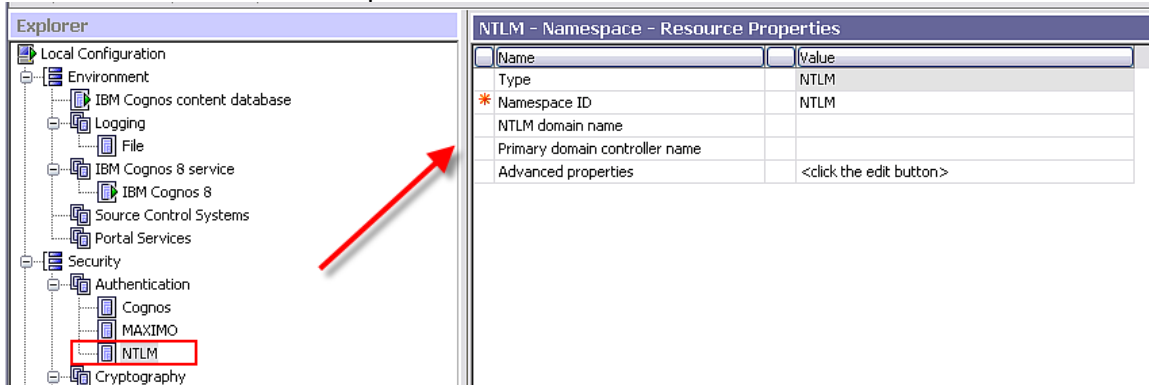 Explorer
Local Configuration
Environment
IBM Cognos content database
Logging
File
IBM Cognos 8 service
IBM Cognos 8
Source Control Systems
Portal Services
Security
Authentication
Cognos
MAXIMO
NTLM
Cryptography
NTLM - Namespace - Resource Properties
Name Value
Type NTLM
* Namespace ID NTLM
NTLM domain name
Primary domain controller name
Advanced properties <click the edit button>